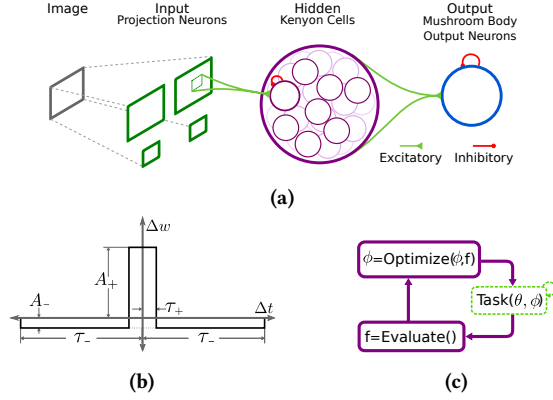 Image
Input
Projection Neurons
Hidden
Kenyon Cells
Output
Mushroom Body
Output Neurons
Excitatory
Inhibitory
(a)
Δw
A₊
A₋
τ₊
Δt
τ₋
τ₋
(b)
ϕ=Optimize(ϕ,f)
Task(θ, ϕ)
f=Evaluate()
(c)